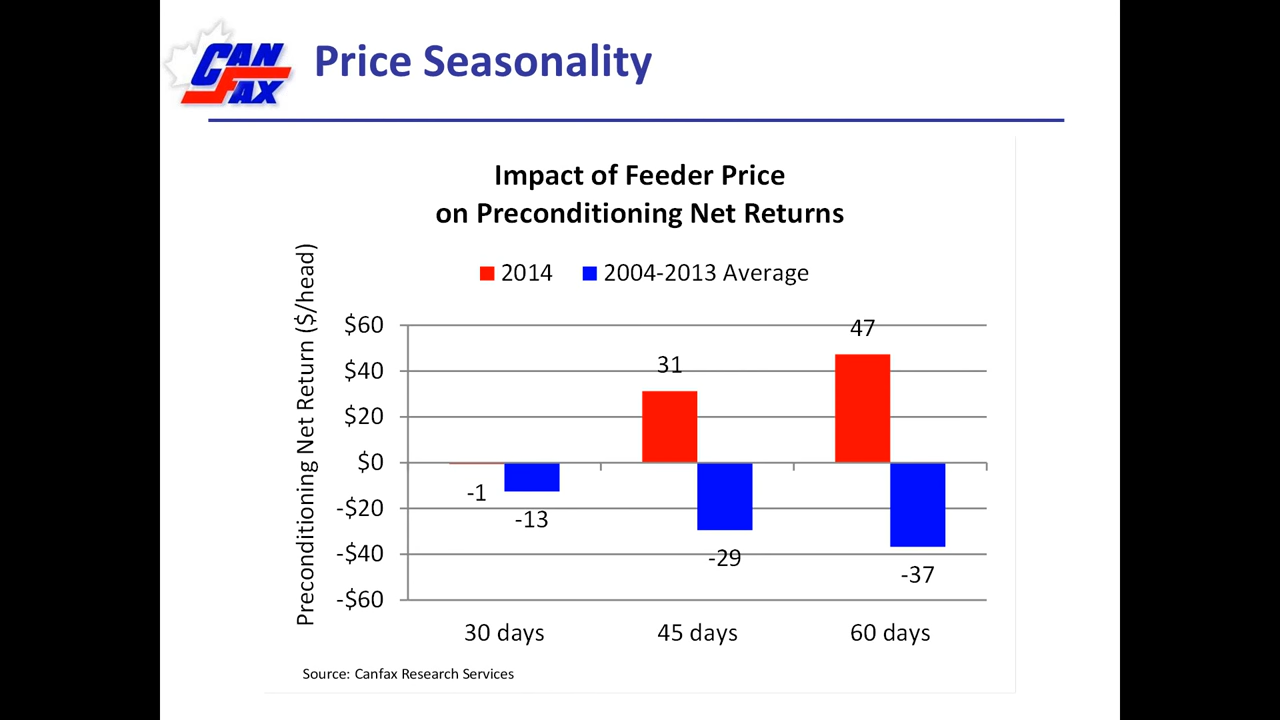 CAN
FAX
Price Seasonality
Impact of Feeder Price
on Preconditioning Net Returns
2014 2004-2013 Average
Preconditioning Net Return ($/head)
$60
$40
$20
$0
-$20
-$40
-$60
-1
-13
31
-29
47
-37
30 days 45 days 60 days
Source: Canfax Research Services